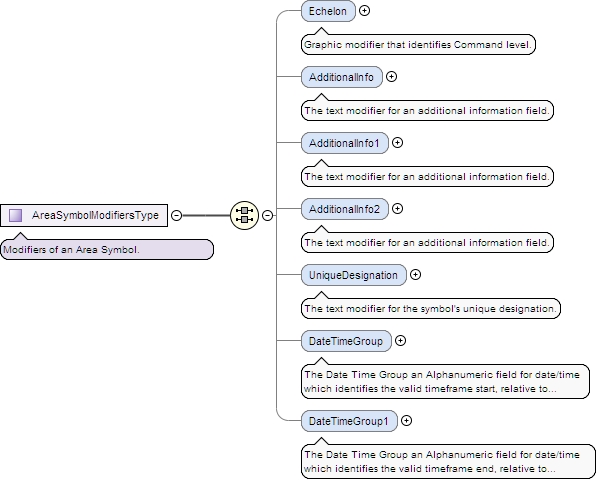 Echelon
Graphic modifier that identifies Command level.
AdditionalInfo
The text modifier for an additional information field.
AdditionalInfo1
The text modifier for an additional information field.
AdditionalInfo2
The text modifier for an additional information field.
AreaSymbolModifiersType
Modifiers of an Area Symbol.
UniqueDesignation
The text modifier for the symbol's unique designation.
DateTimeGroup
The Date Time Group an Alphanumeric field for date/time
which identifies the valid timeframe start, relative to...
DateTimeGroup1
The Date Time Group an Alphanumeric field for date/time
which identifies the valid timeframe end, relative to...